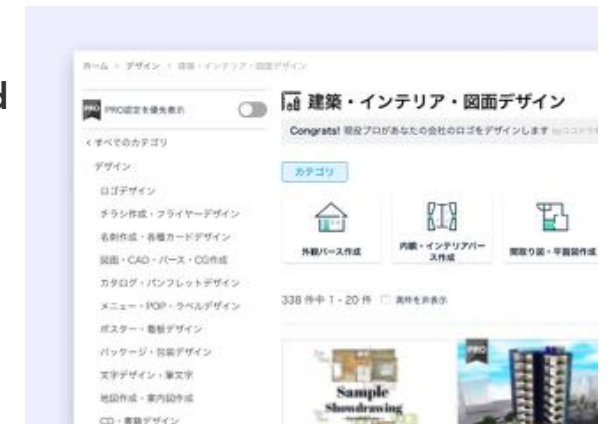 d
ホーム > デザイン > 建築・インテリア・図面デザイン
PRO PRO認定を優先表示
建築・インテリア・図面デザイン
Congrats! 現役プロがあなたの会社のロゴをデザインします
< すべてのカテゴリ
カテゴリ
デザイン
ロゴデザイン
チラシ作成・フライヤーデザイン
名刺作成・各種カードデザイン
図面・CAD・パース・CG作成
カタログ・パンフレットデザイン
メニュー・POP・ラベルデザイン
ポスター・看板デザイン
パッケージ・包装デザイン
文字デザイン・筆文字
地図作成・案内図作成
CD・書籍デザイン
外観パース作成
内観・インテリアパース作成
間取り図・平面図作成
338 件中 1 - 20 件 満枠を非表示
PRO
Sample
Showdrawing